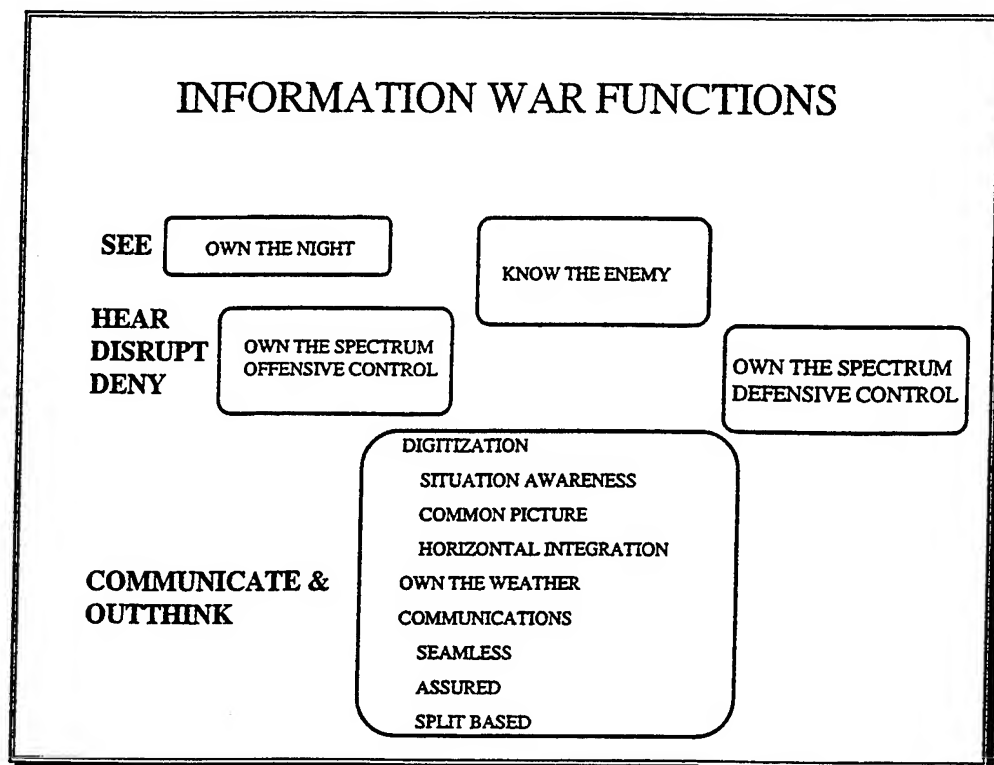 INFORMATION WAR FUNCTIONS
SEE
OWN THE NIGHT
KNOW THE ENEMY
HEAR
DISRUPT
DENY
OWN THE SPECTRUM
OFFENSIVE CONTROL
OWN THE SPECTRUM
DEFENSIVE CONTROL
COMMUNICATE &
OUTTHINK
DIGITIZATION
SITUATION AWARENESS
COMMON PICTURE
HORIZONTAL INTEGRATION
OWN THE WEATHER
COMMUNICATIONS
SEAMLESS
ASSURED
SPLIT BASED